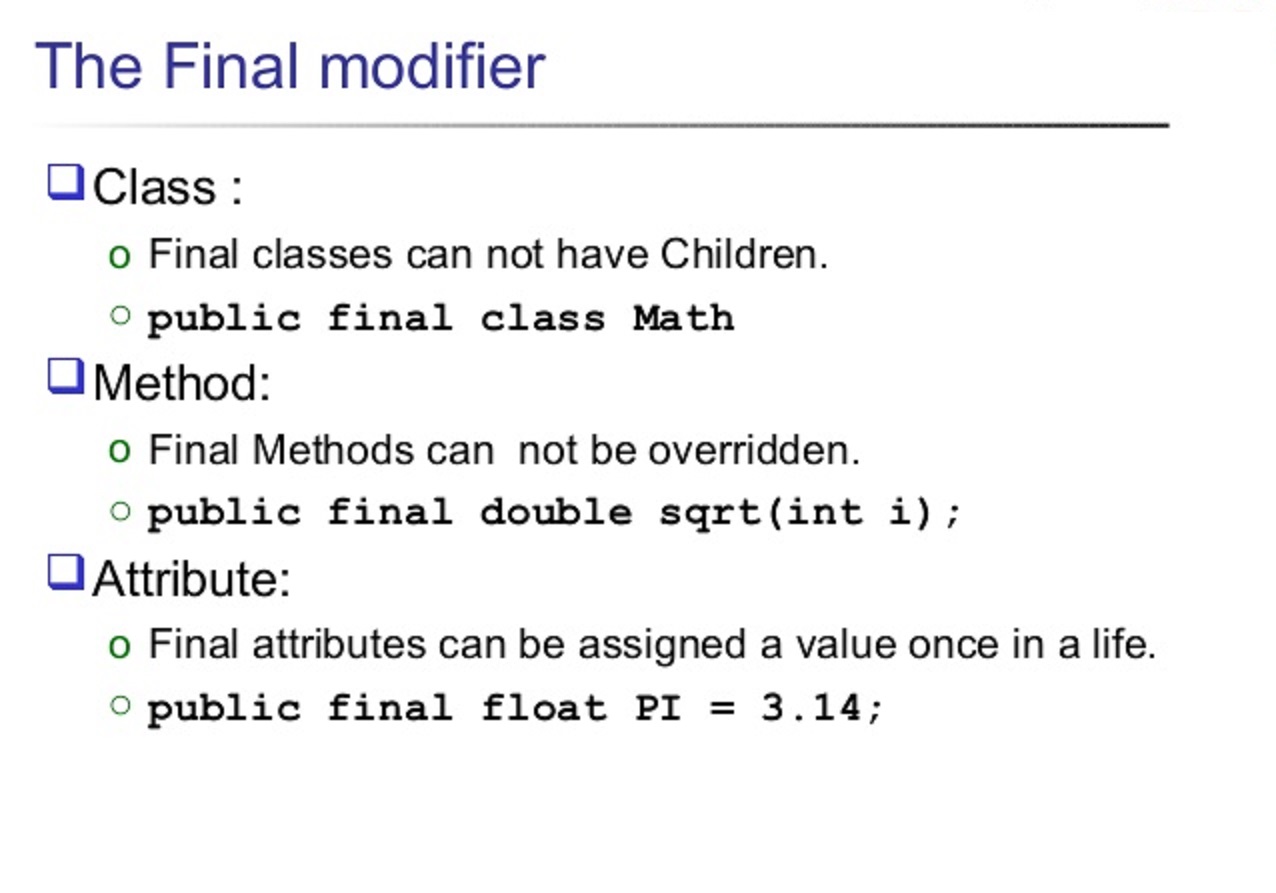 The Final modifier
Class :
o Final classes can not have Children.
○ public final class Math
Method:
o Final Methods can  not be overridden.
○ public final double sqrt(int i);
Attribute:
o Final attributes can be assigned a value once in a life.
○ public final float PI = 3.14;